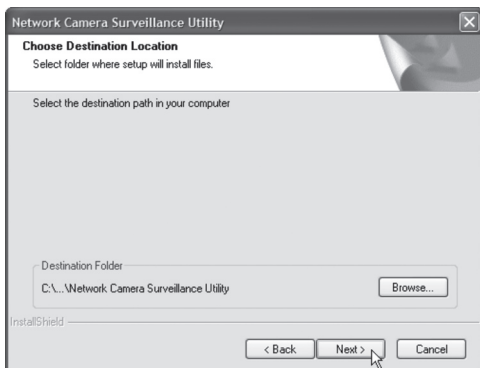 Network Camera Surveillance Utility
Choose Destination Location
Select folder where setup will install files.
Select the destination path in your computer
Destination Folder
C:\...\Network Camera Surveillance Utility
Browse...
InstallShield
< Back
Next >
Cancel